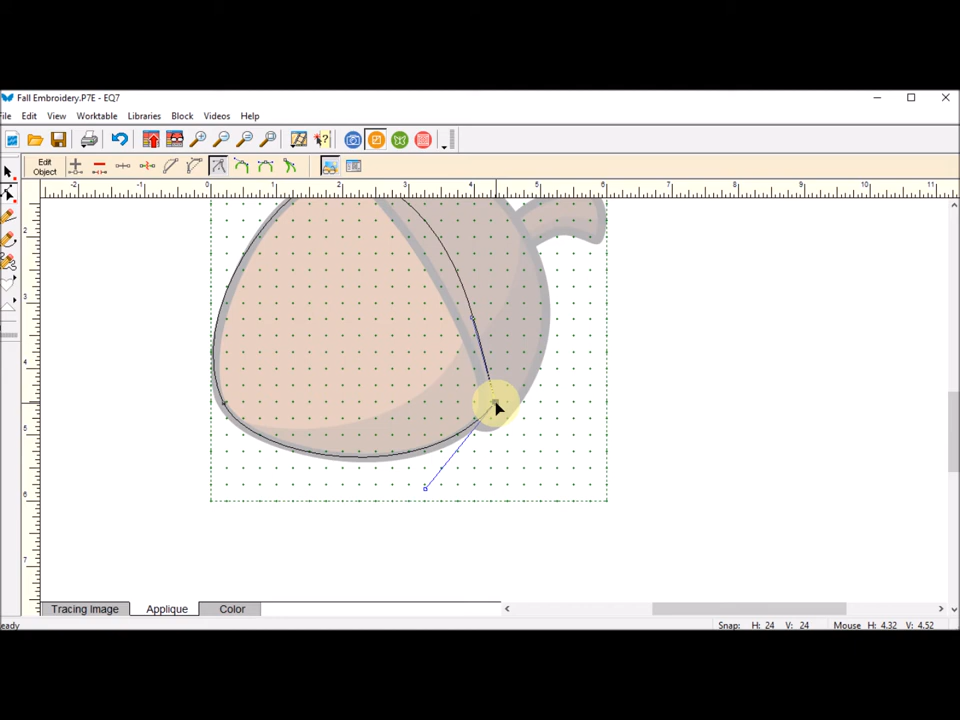 Fall Embroidery.P7E - EQ7
File Edit View Worktable Libraries Block Videos Help
Edit
Object
-2 -1 0 1 2 3 4 5 6 7 8 9 10 11
2
3
4
5
6
7
Tracing Image Applique Color
eady Snap: H: 24 V: 24 Mouse H: 4.32 V: 4.52